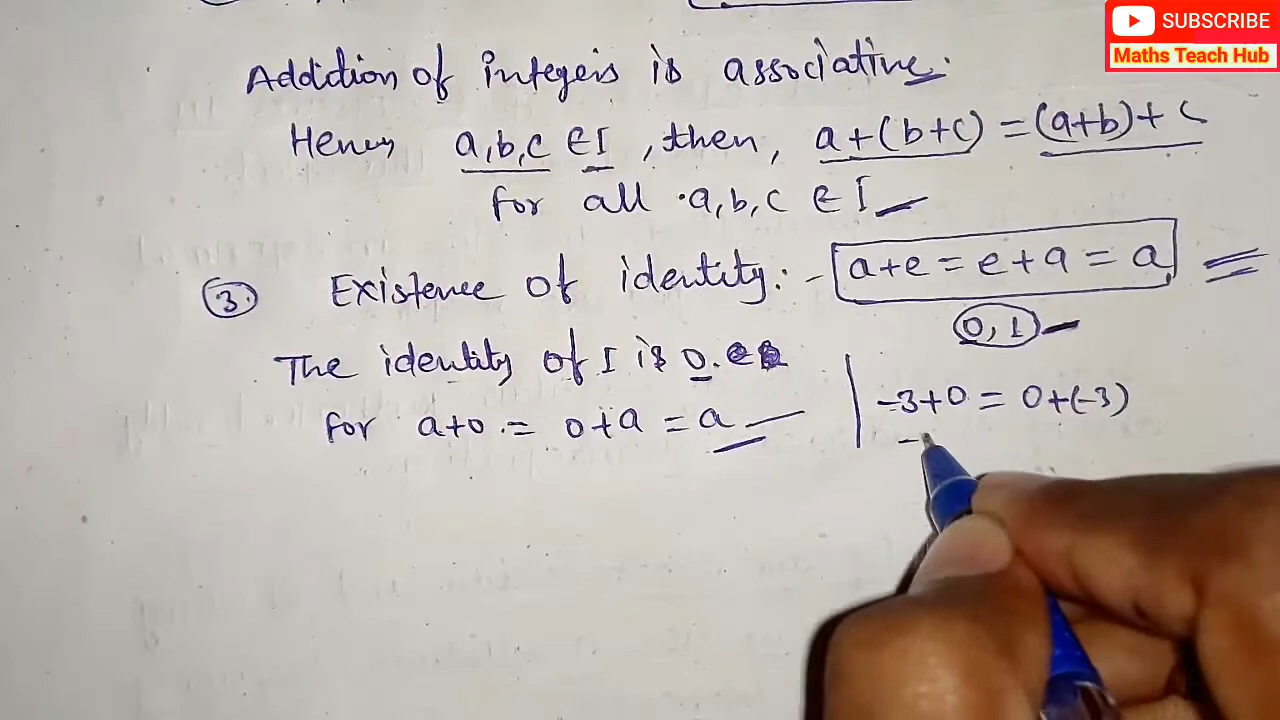 SUBSCRIBE
Maths Teach Hub
Addition of integers is associative.
Hence a,b,c ∈ I, then, a+(b+c) = (a+b)+c
for all a,b,c ∈ I
3. Existence of identity: - a+e = e+a = a
0, 1
The identity of I is 0.
for a+0 = 0+a = a
-3+0 = 0+(-3)
-